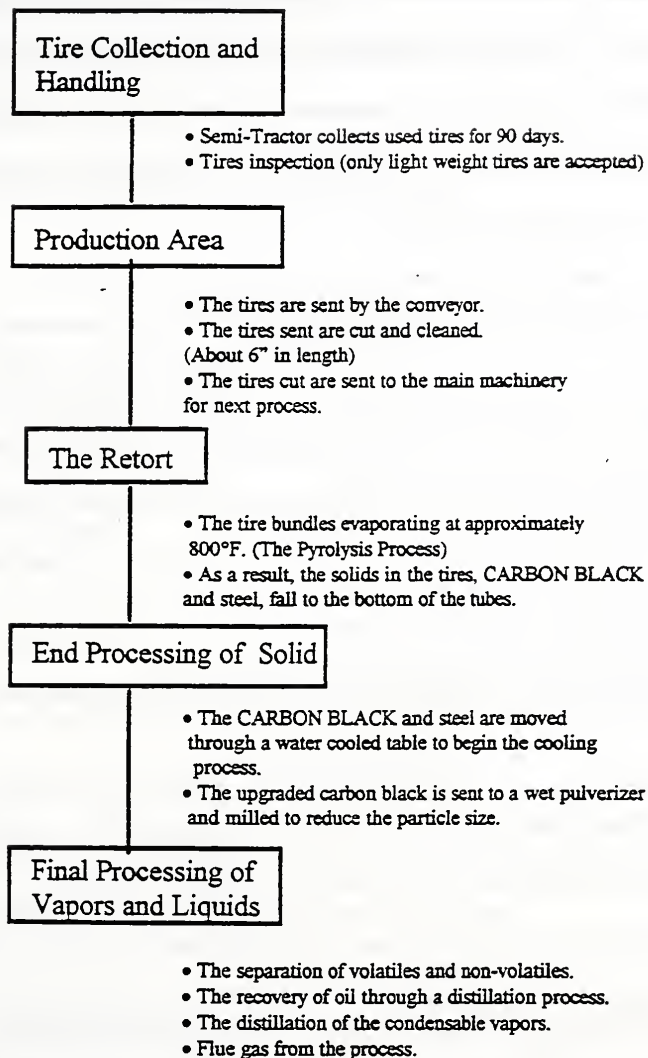 Tire Collection and
Handling
• Semi-Tractor collects used tires for 90 days.
• Tires inspection (only light weight tires are accepted)
Production Area
• The tires are sent by the conveyor.
• The tires sent are cut and cleaned.
(About 6" in length)
• The tires cut are sent to the main machinery
for next process.
The Retort
• The tire bundles evaporating at approximately
800°F. (The Pyrolysis Process)
• As a result, the solids in the tires, CARBON BLACK
and steel, fall to the bottom of the tubes.
End Processing of Solid
• The CARBON BLACK and steel are moved
through a water cooled table to begin the cooling
process.
• The upgraded carbon black is sent to a wet pulverizer
and milled to reduce the particle size.
Final Processing of
Vapors and Liquids
• The separation of volatiles and non-volatiles.
• The recovery of oil through a distillation process.
• The distillation of the condensable vapors.
• Flue gas from the process.